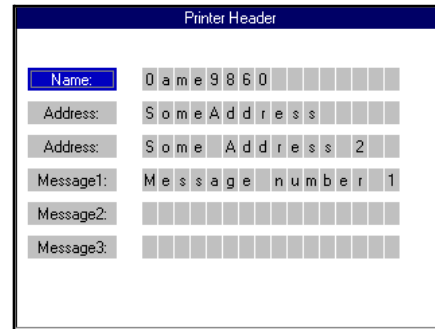 Printer Header
Name: 0ame9860
Address: SomeAddress
Address: Some Address 2
Message1: Message number 1
Message2:
Message3: